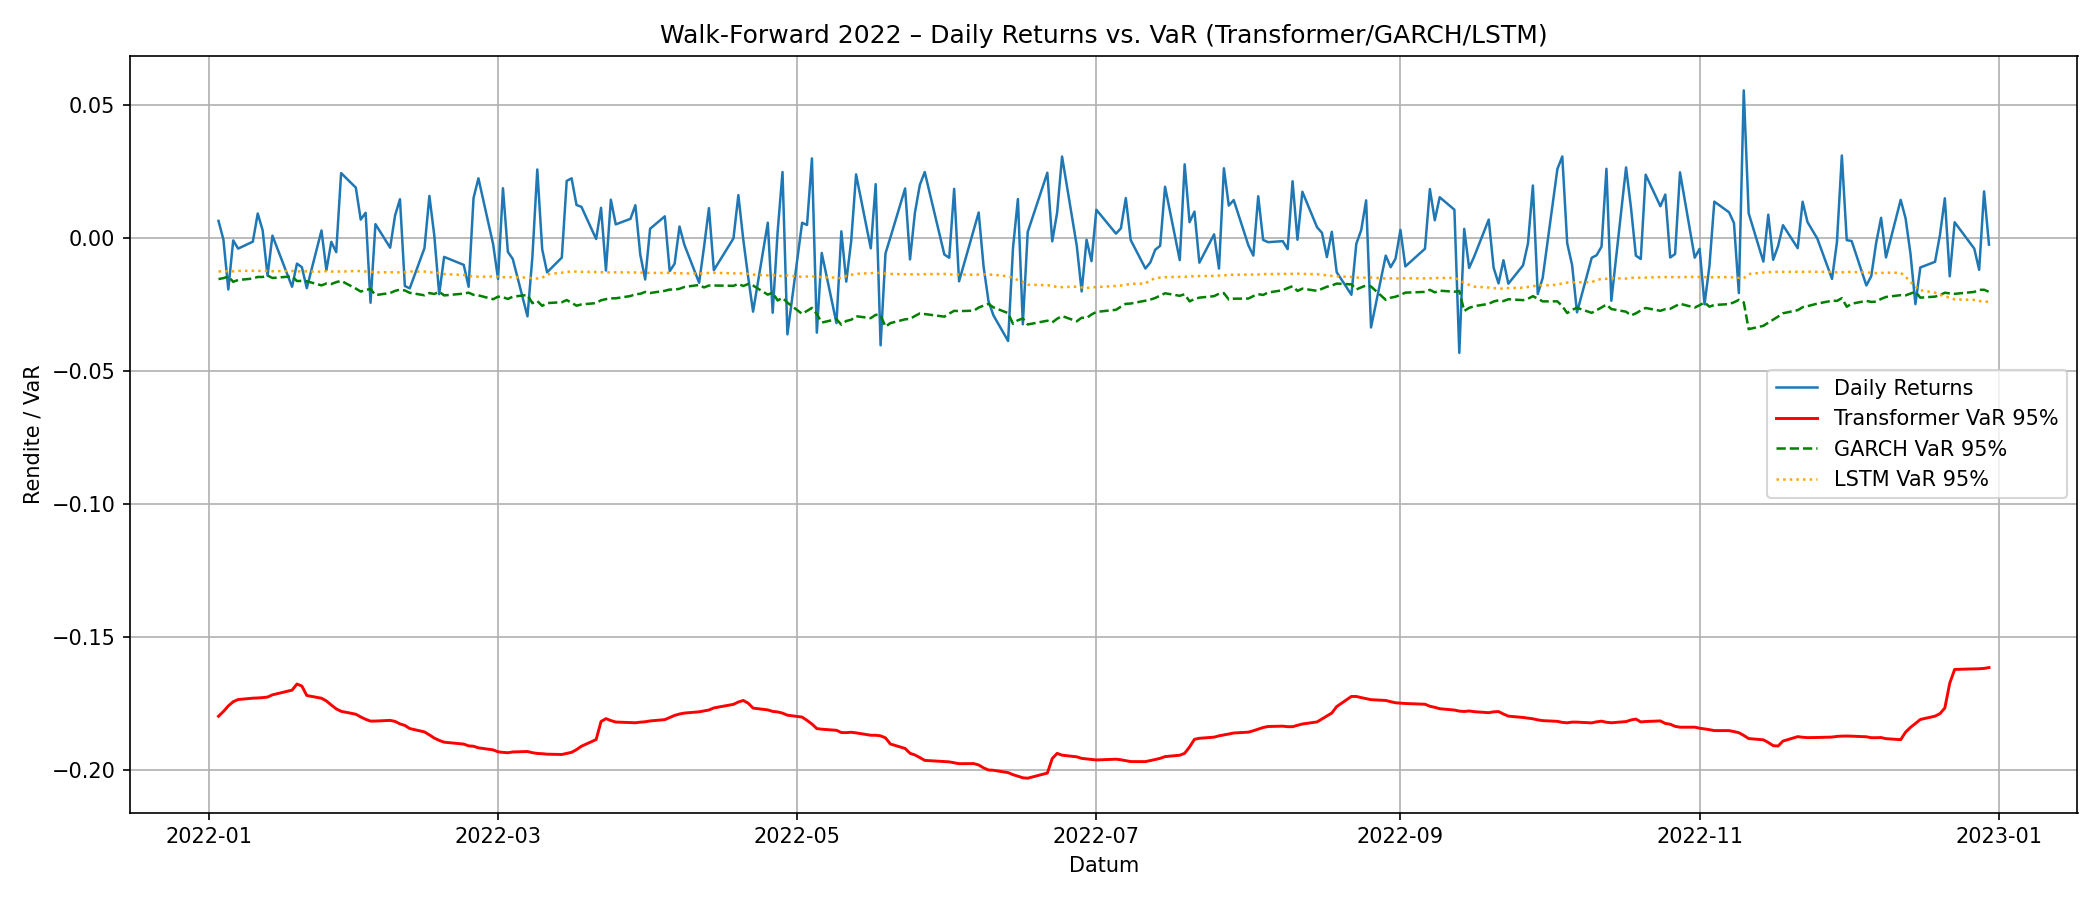 Walk-Forward 2022 – Daily Returns vs. VaR (Transformer/GARCH/LSTM)
Rendite / VaR
0.05
0.00
−0.05
−0.10
−0.15
−0.20
Daily Returns
Transformer VaR 95%
GARCH VaR 95%
LSTM VaR 95%
2022-01 2022-03 2022-05 2022-07 2022-09 2022-11 2023-01
Datum